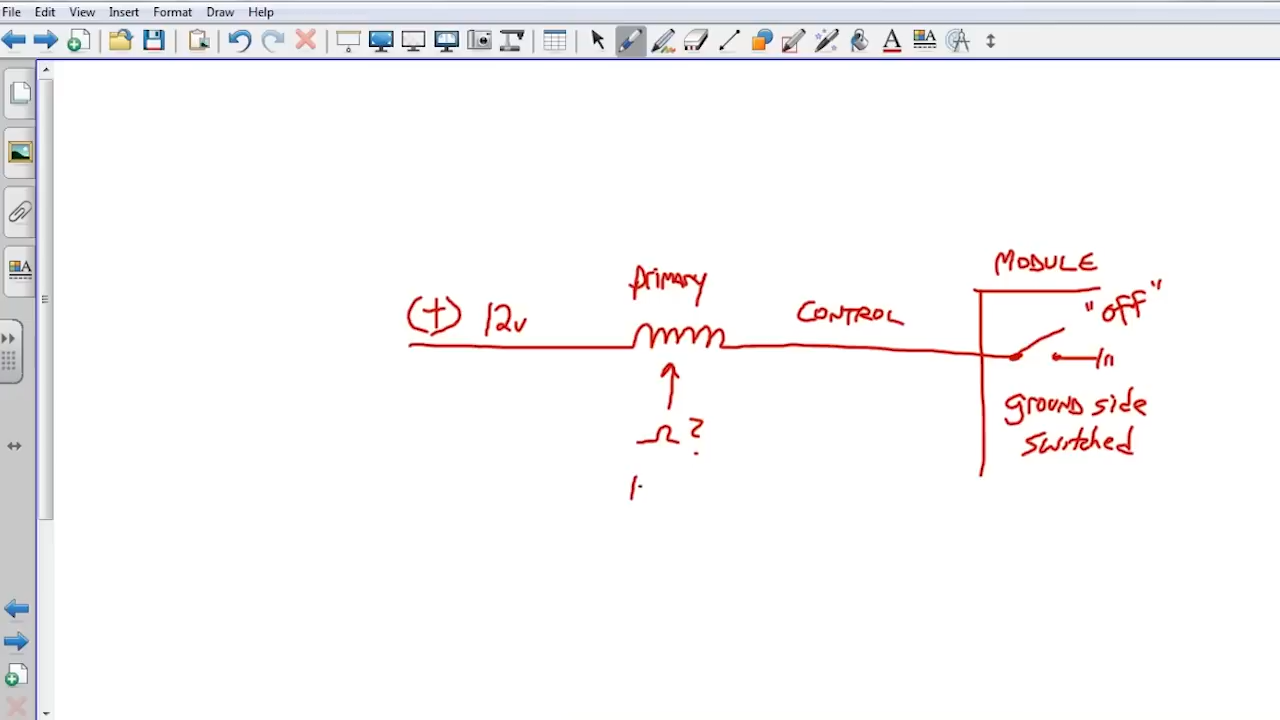 File Edit View Insert Format Draw Help
MODULE
primary
"off"
(+) 12v
CONTROL
ground side
switched
Ω?